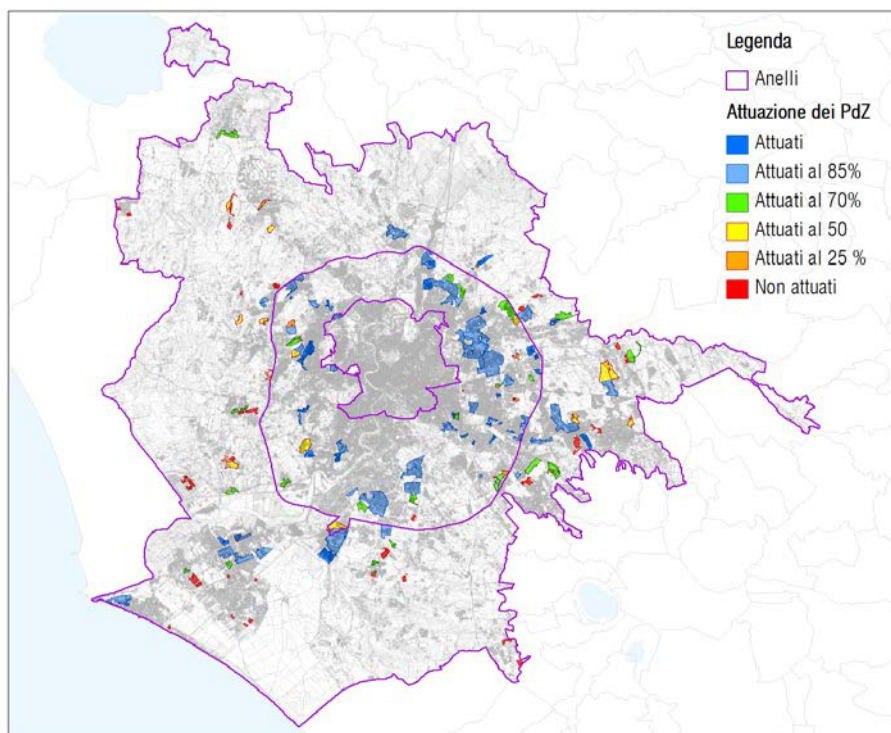 Legenda
Anelli
Attuazione dei PdZ
Attuati
Attuati al 85%
Attuati al 70%
Attuati al 50
Attuati al 25 %
Non attuati